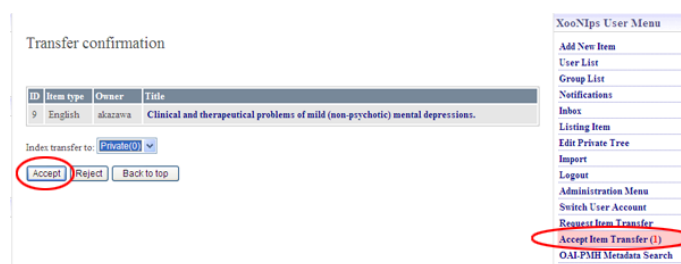 Transfer confirmation
ID Item type Owner Title
9 English akazawa Clinical and therapeutical problems of mild (non-psychotic) mental depressions.
Index transfer to: Private(0)
Accept Reject Back to top
XooNIps User Menu
Add New Item
User List
Group List
Notifications
Inbox
Listing Item
Edit Private Tree
Import
Logout
Administration Menu
Switch User Account
Request Item Transfer
Accept Item Transfer (1)
OAI-PMH Metadata Search